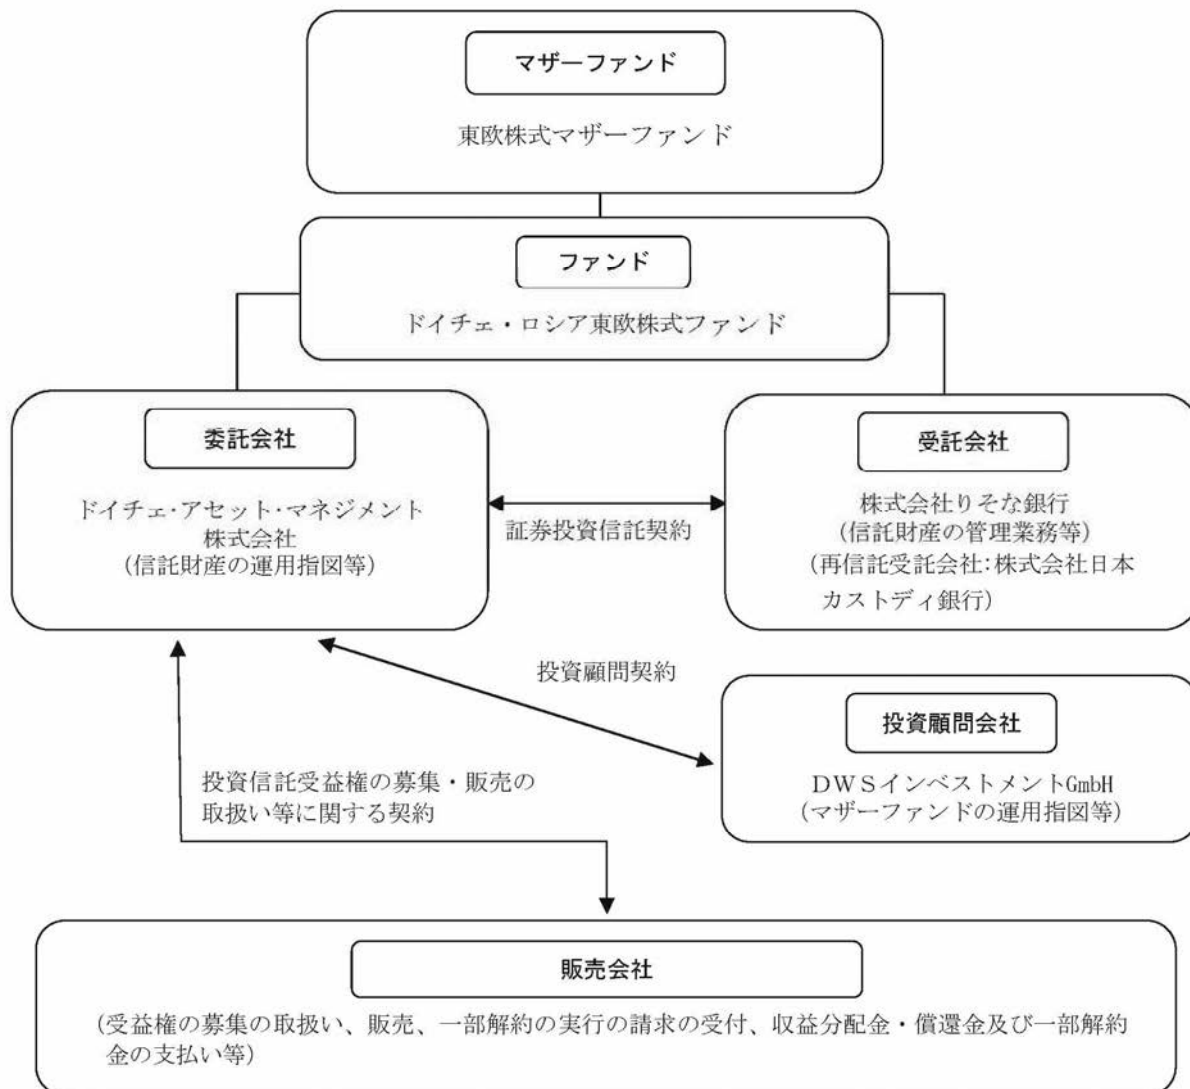 マザーファンド
東欧株式マザーファンド
ファンド
ドイチェ・ロシア東欧株式ファンド
委託会社
ドイチェ・アセット・マネジメント
株式会社
(信託財産の運用指図等)
証券投資信託契約
受託会社
株式会社りそな銀行
(信託財産の管理業務等)
(再信託受託会社:株式会社日本
カストディ銀行)
投資顧問契約
投資顧問会社
DWSインベストメントGmbH
(マザーファンドの運用指図等)
投資信託受益権の募集・販売の
取扱い等に関する契約
販売会社
(受益権の募集の取扱い、販売、一部解約の実行の請求の受付、収益分配金・償還金及び一部解約
金の支払い等)